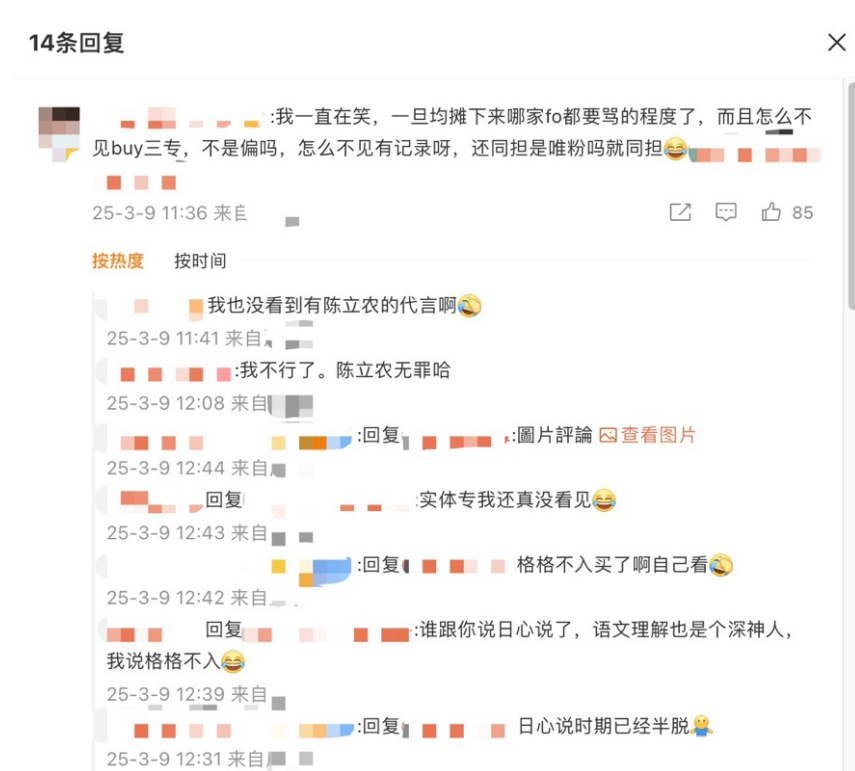 14条回复
:我一直在笑，一旦均摊下来哪家fo都要骂的程度了，而且怎么不
见buy三专，不是偏吗，怎么不见有记录呀，还同担是唯粉吗就同担😂
25-3-9 11:36 来自
85
按热度 按时间
我也没看到有陈立农的代言啊🤣
25-3-9 11:41 来自
:我不行了。陈立农无罪哈
25-3-9 12:08 来自
:回复 :圖片評論 查看图片
25-3-9 12:44 来自
回复 :实体专我还真没看见😂
25-3-9 12:43 来自
:回复 格格不入买了啊自己看🤣
25-3-9 12:42 来自
回复 :谁跟你说日心说了，语文理解也是个深神人，
我说格格不入😂
25-3-9 12:39 来自
:回复 日心说时期已经半脱🤷
25-3-9 12:31 来自